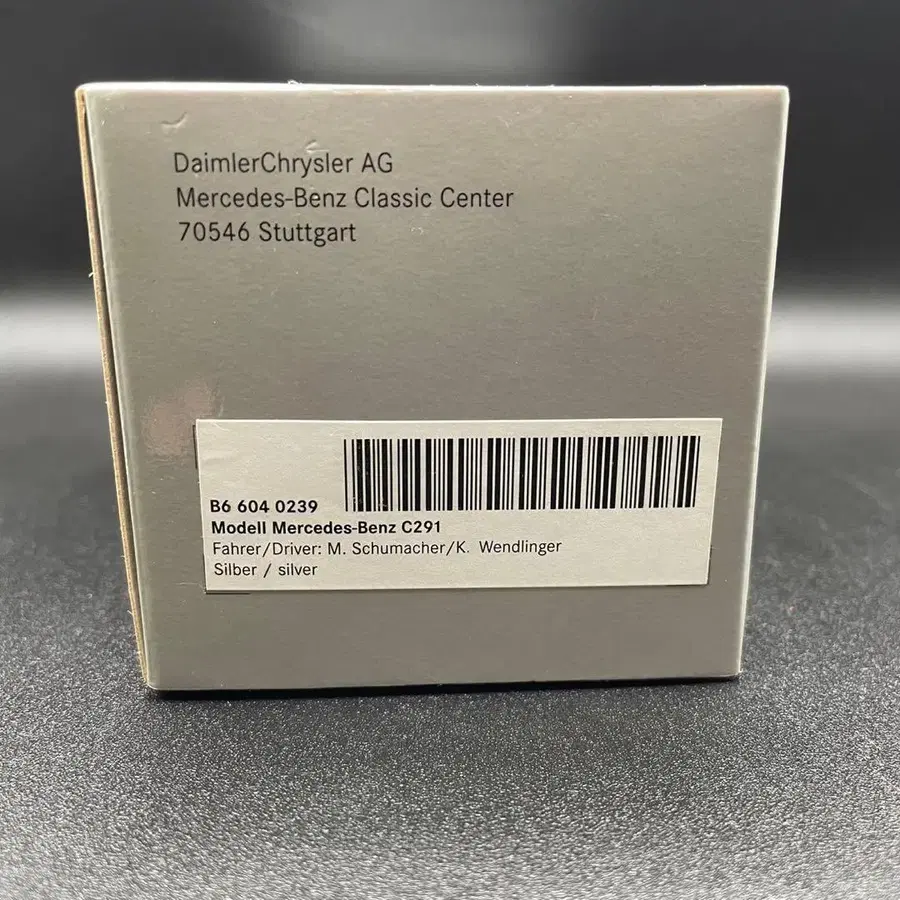 DaimlerChrysler AG
Mercedes-Benz Classic Center
70546 Stuttgart
B6 604 0239
Modell Mercedes-Benz C291
Fahrer/Driver: M. Schumacher/K. Wendlinger
Silber / silver